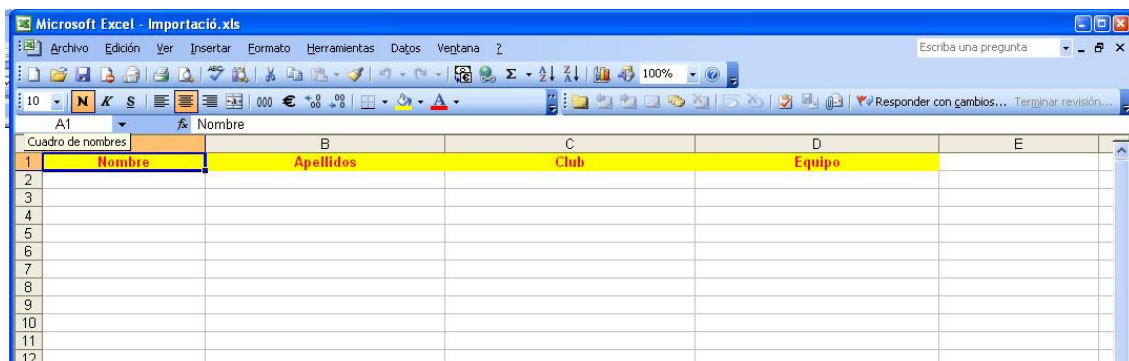 Microsoft Excel - Importació.xls
Archivo Edición Ver Insertar Formato Herramientas Datos Ventana ? Escriba una pregunta
ABC Σ A Z Z A 100%
10 N K S 000 € A Responder con cambios... Terminar revisión...
A1 fx Nombre
Cuadro de nombres B C D E
1 Nombre Apellidos Club Equipo
2
3
4
5
6
7
8
9
10
11
12